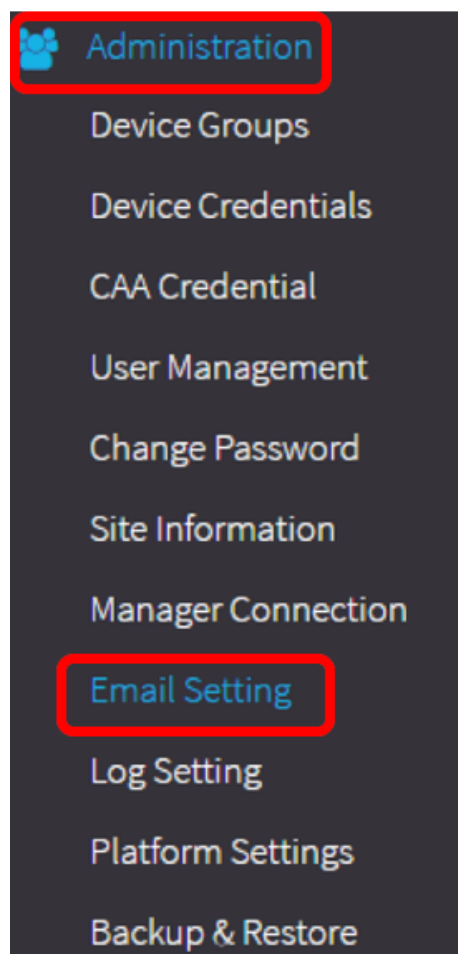 Administration
Device Groups
Device Credentials
CAA Credential
User Management
Change Password
Site Information
Manager Connection
Email Setting
Log Setting
Platform Settings
Backup & Restore